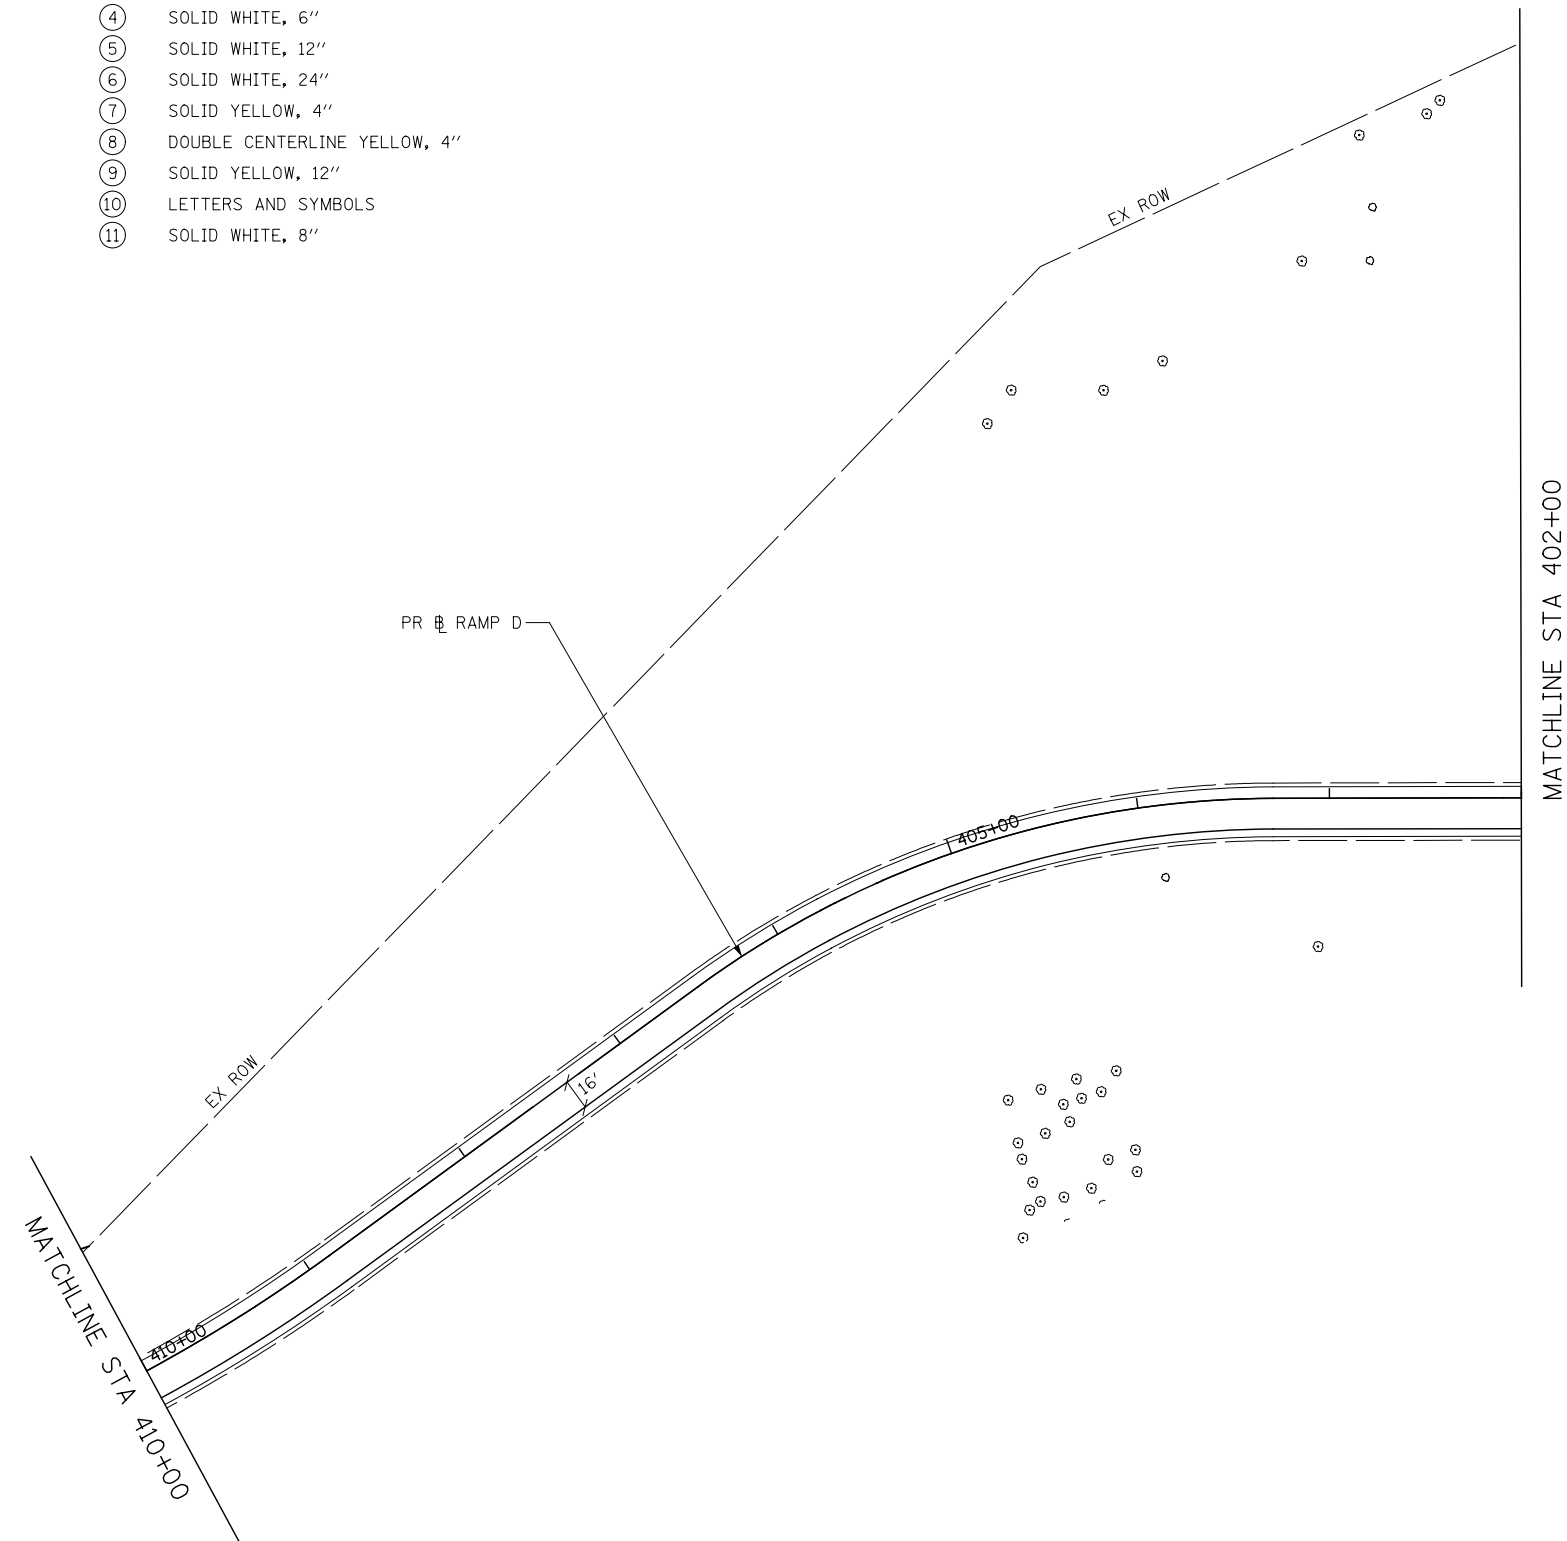 4 SOLID WHITE, 6"
5 SOLID WHITE, 12"
6 SOLID WHITE, 24"
7 SOLID YELLOW, 4"
8 DOUBLE CENTERLINE YELLOW, 4"
9 SOLID YELLOW, 12"
10 LETTERS AND SYMBOLS
11 SOLID WHITE, 8"
EX ROW
MATCHLINE STA 402+00
PR BL RAMP D
405+00
EX ROW
16'
410+00
MATCHLINE STA 410+00